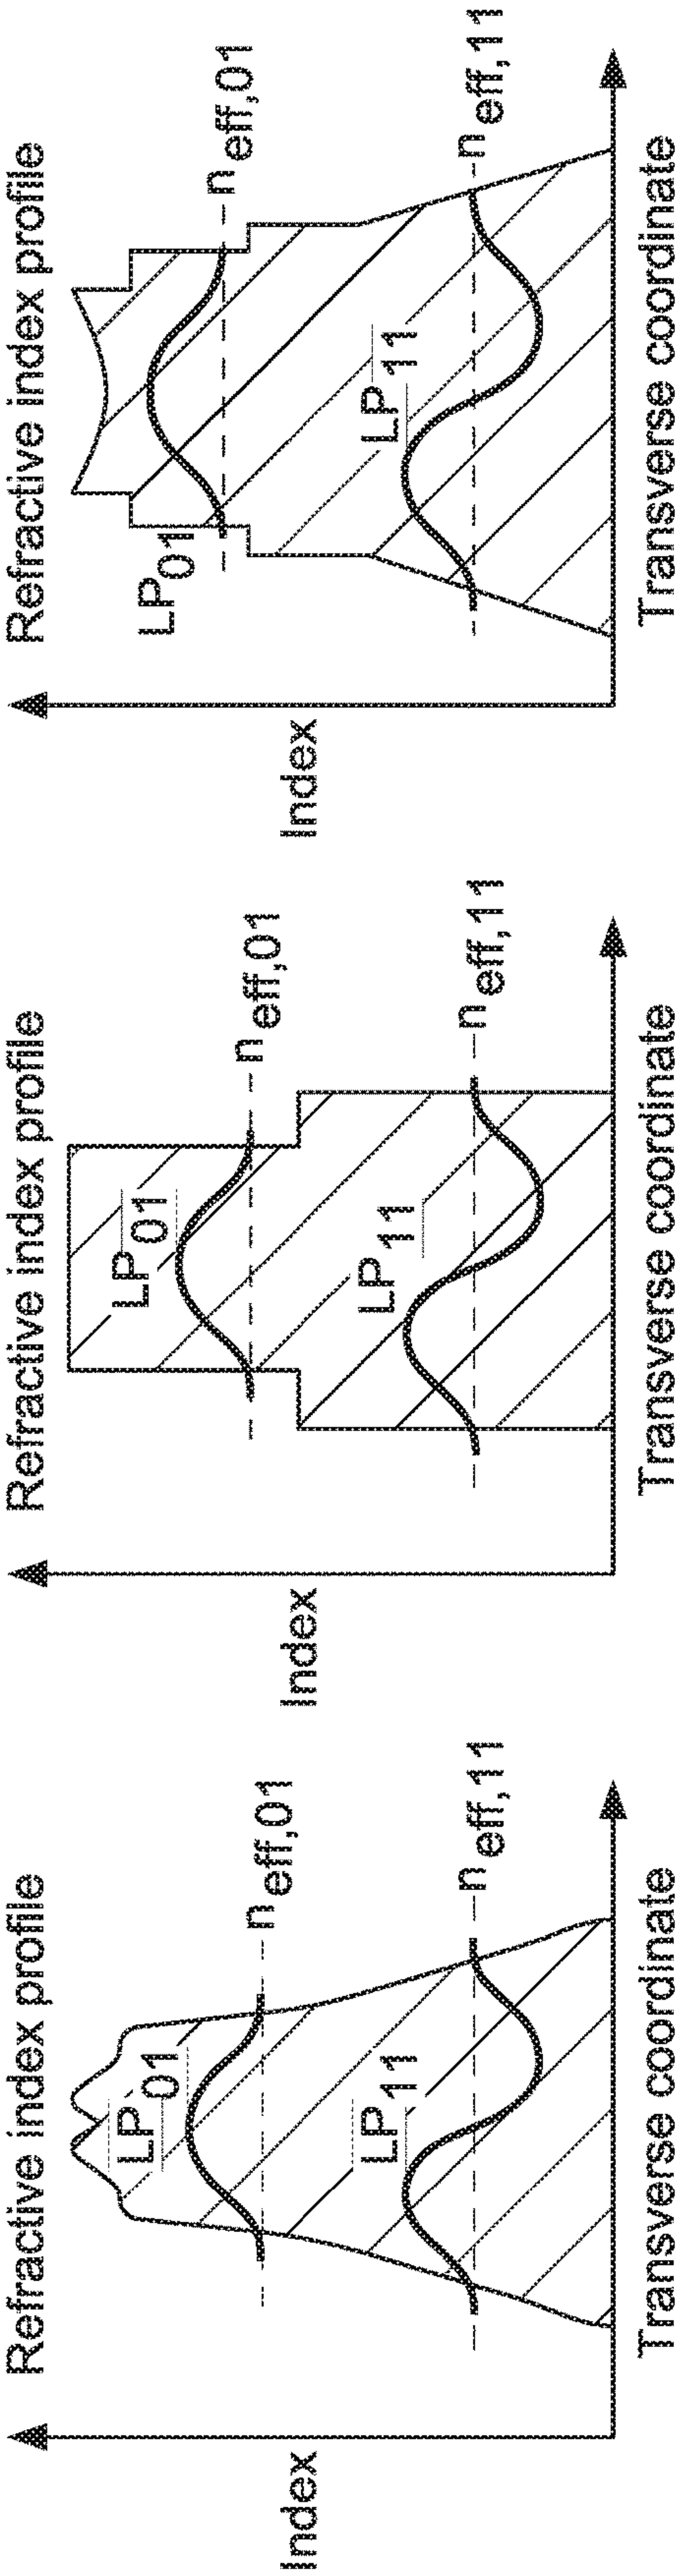 Refractive index profile
LP01
neff,01
LP11
neff,11
Index
Transverse coordinate
Refractive index profile
LP01
neff,01
LP11
neff,11
Index
Transverse coordinate
Refractive index profile
LP01
neff,01
LP11
neff,11
Index
Transverse coordinate